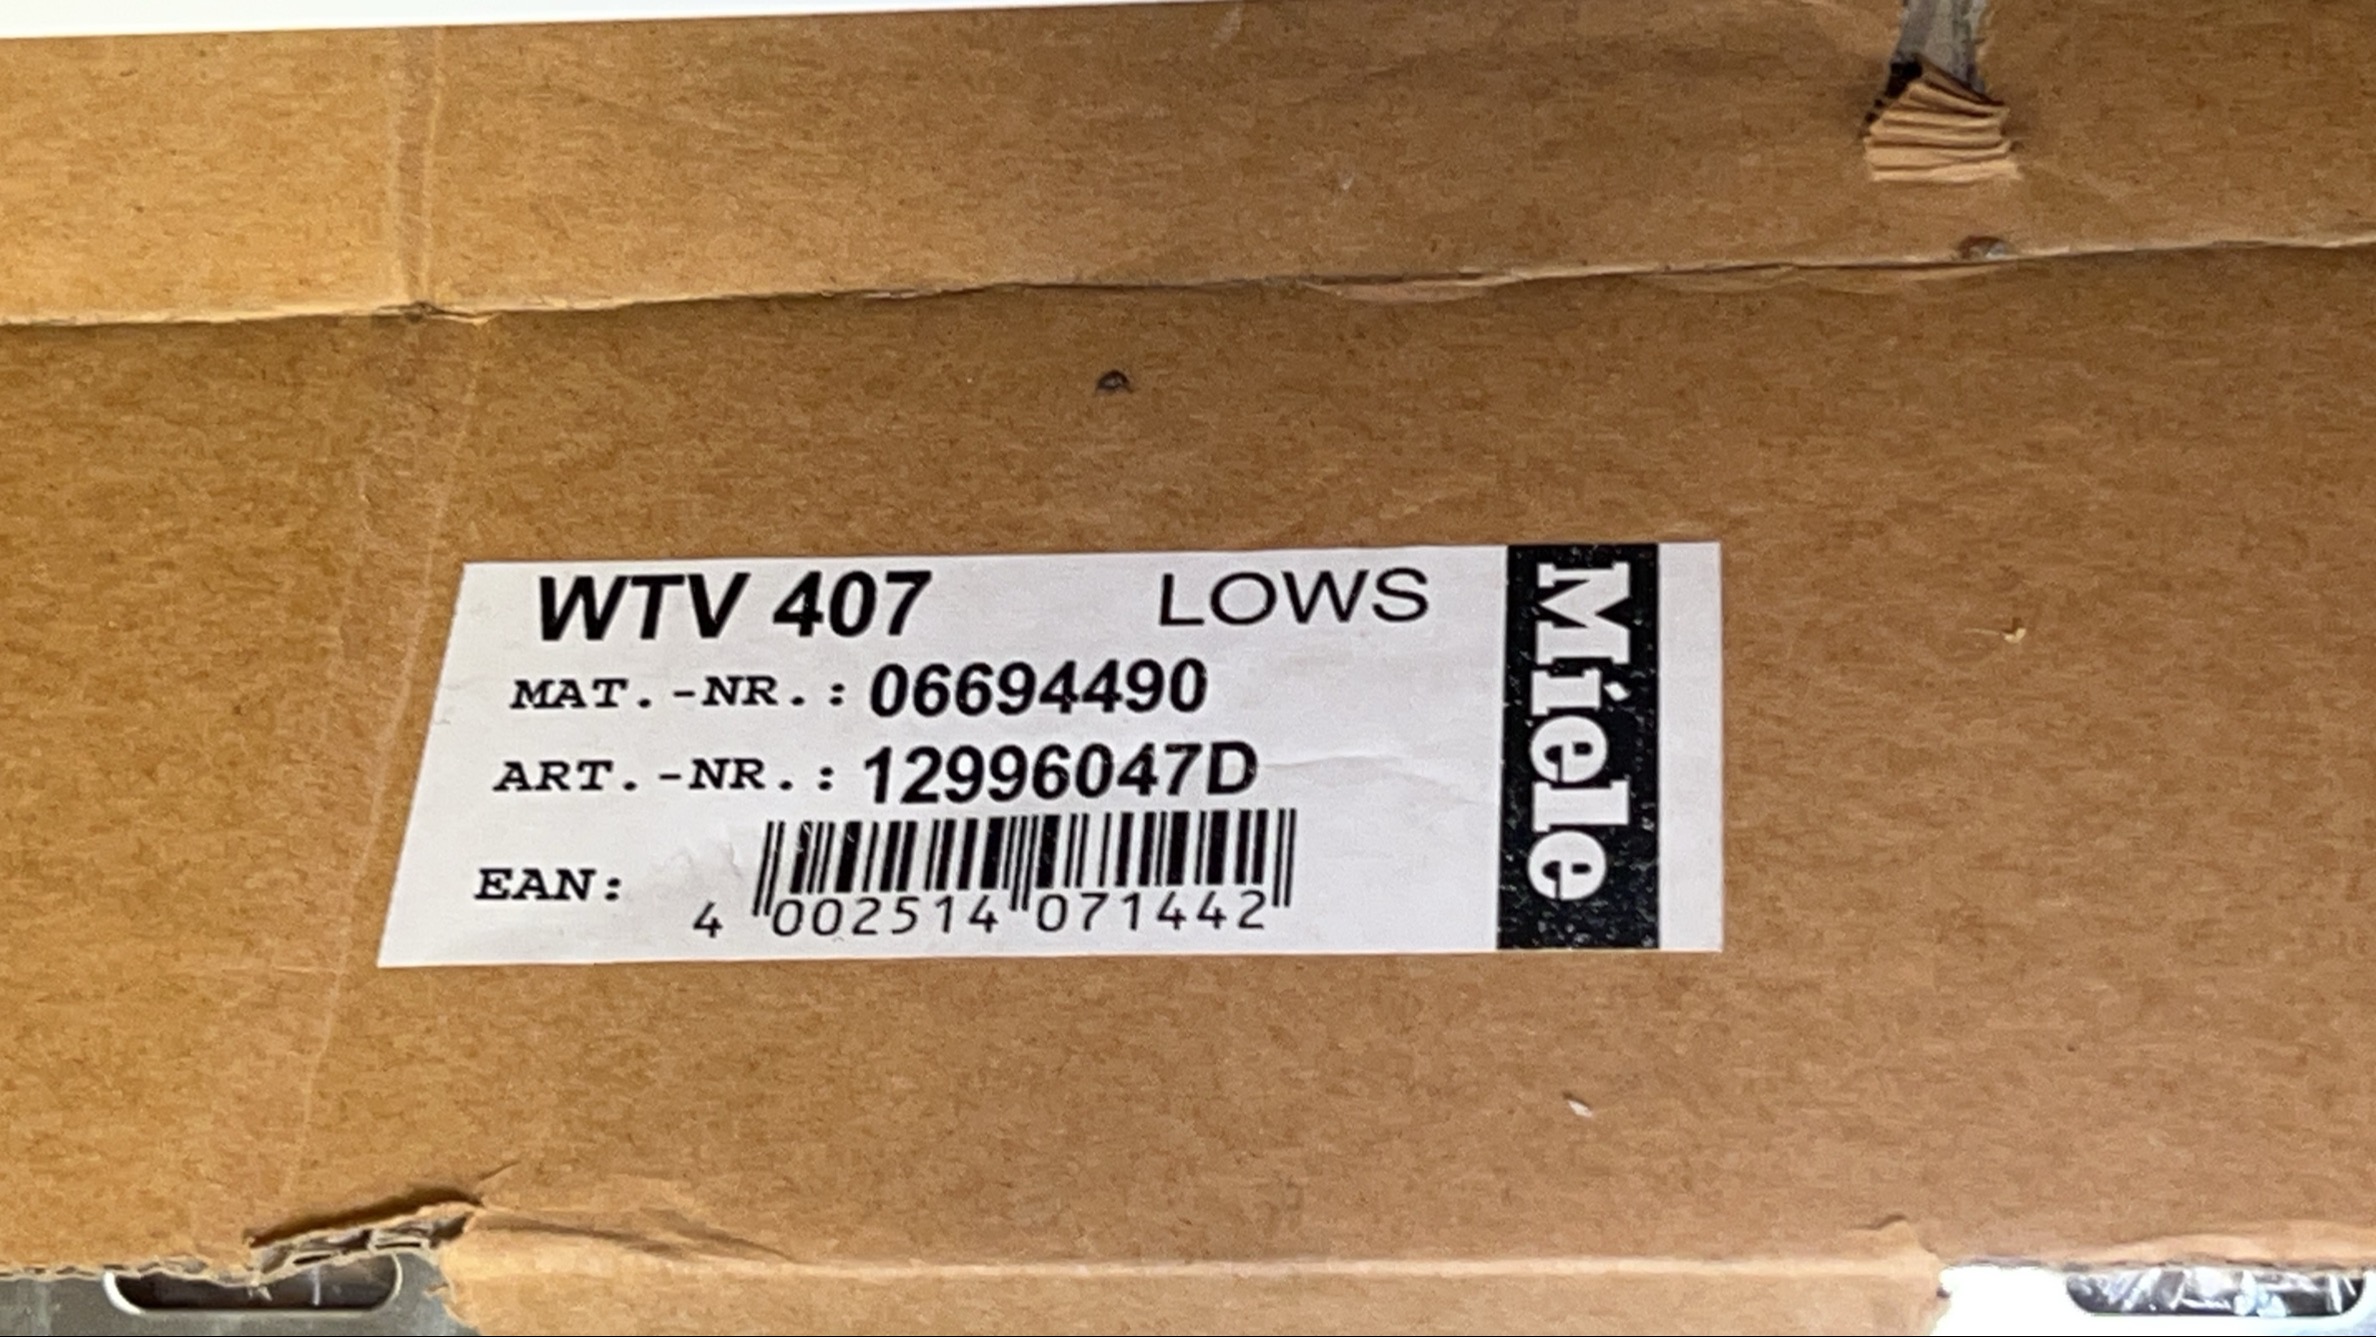 WTV 407 LOWS
MAT.-NR.: 06694490
ART.-NR.: 12996047D
EAN: 4 002514 071442
Miele